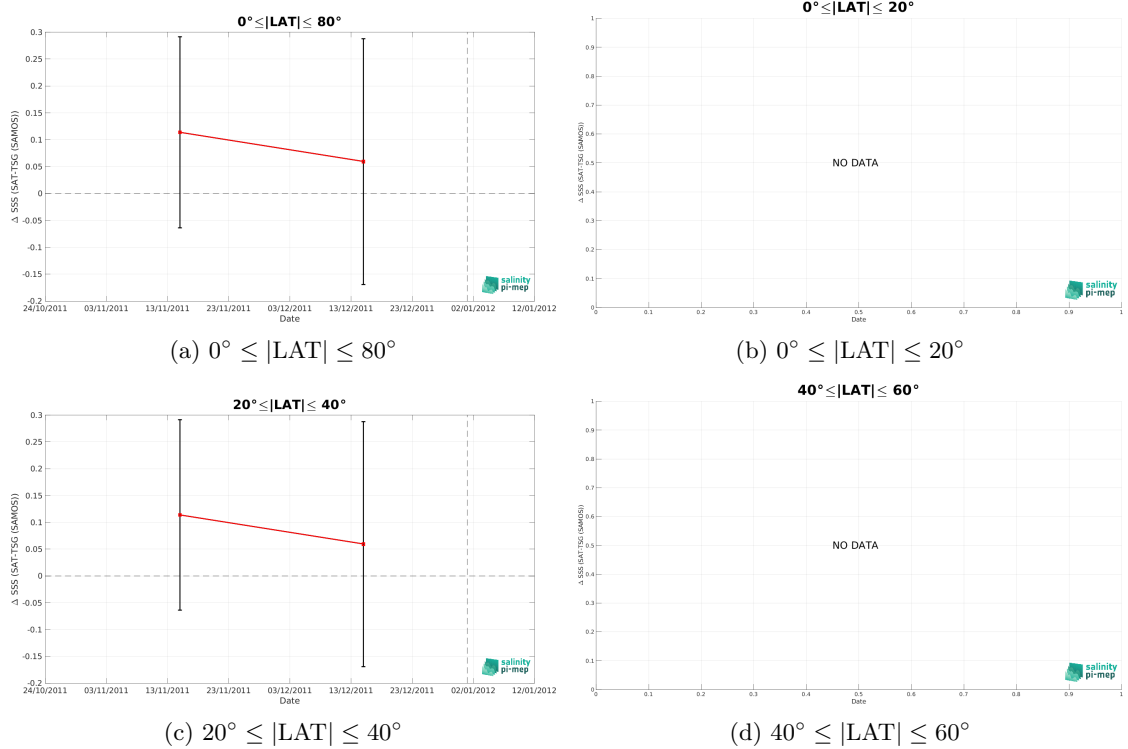 0°≤|LAT|≤ 80°
Δ SSS (SAT-TSG (SAMOS))
0.3
0.25
0.2
0.15
0.1
0.05
0
-0.05
-0.1
-0.15
-0.2
24/10/2011 03/11/2011 13/11/2011 23/11/2011 03/12/2011 13/12/2011 23/12/2011 02/01/2012 12/01/2012
Date
salinity
pi-mep
(a) 0° ≤ |LAT| ≤ 80°
0°≤|LAT|≤ 20°
Δ SSS (SAT-TSG (SAMOS))
1
0.9
0.8
0.7
0.6
0.5
0.4
0.3
0.2
0.1
0
NO DATA
0 0.1 0.2 0.3 0.4 0.5 0.6 0.7 0.8 0.9 1
Date
salinity
pi-mep
(b) 0° ≤ |LAT| ≤ 20°
20°≤|LAT|≤ 40°
Δ SSS (SAT-TSG (SAMOS))
0.3
0.25
0.2
0.15
0.1
0.05
0
-0.05
-0.1
-0.15
-0.2
24/10/2011 03/11/2011 13/11/2011 23/11/2011 03/12/2011 13/12/2011 23/12/2011 02/01/2012 12/01/2012
Date
salinity
pi-mep
(c) 20° ≤ |LAT| ≤ 40°
40°≤|LAT|≤ 60°
Δ SSS (SAT-TSG (SAMOS))
1
0.9
0.8
0.7
0.6
0.5
0.4
0.3
0.2
0.1
0
NO DATA
0 0.1 0.2 0.3 0.4 0.5 0.6 0.7 0.8 0.9 1
Date
salinity
pi-mep
(d) 40° ≤ |LAT| ≤ 60°